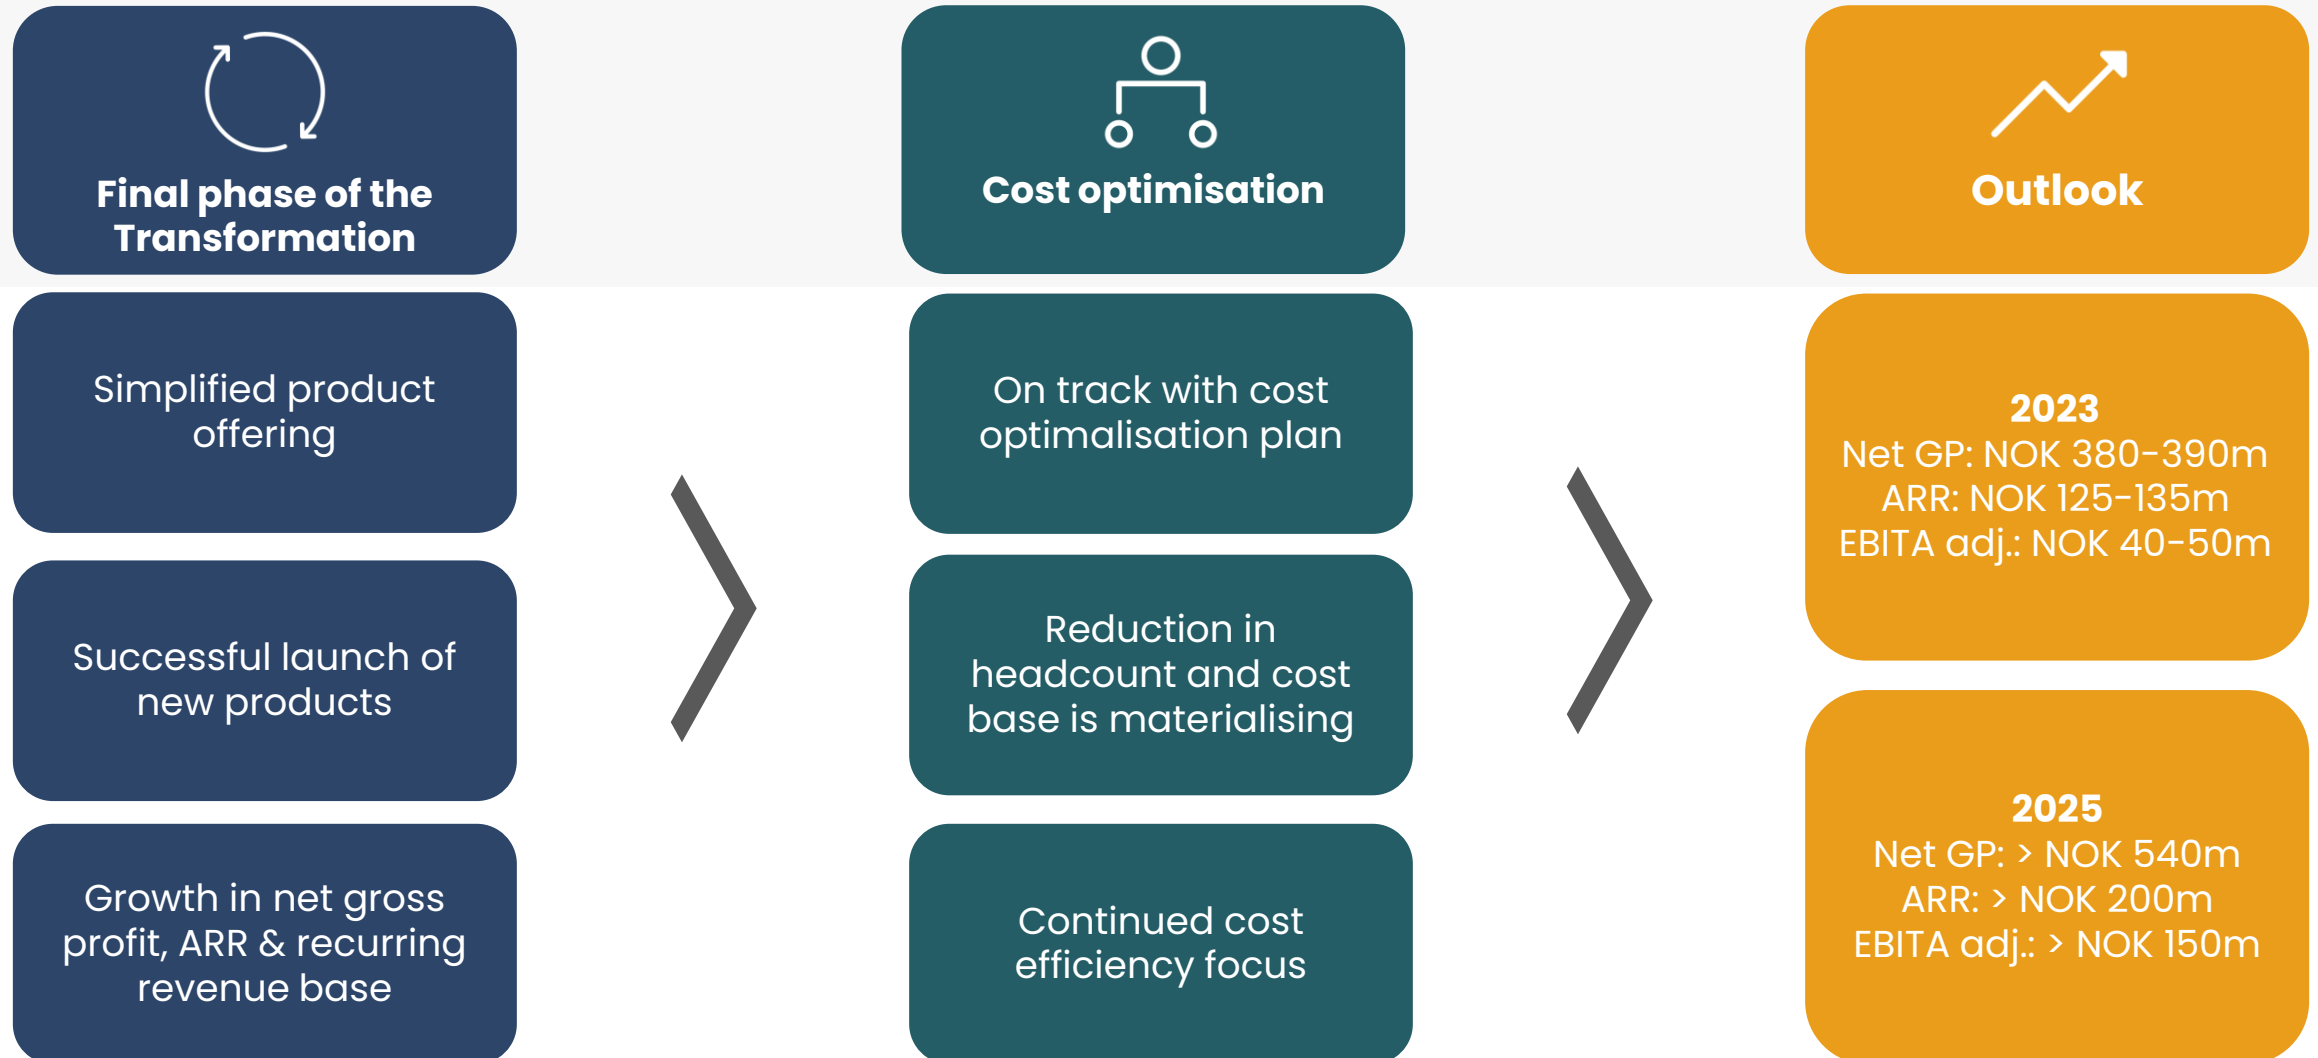 Final phase of the
Transformation
Simplified product
offering
Successful launch of
new products
Growth in net gross
profit, ARR & recurring
revenue base
Cost optimisation
On track with cost
optimalisation plan
Reduction in
headcount and cost
base is materialising
Continued cost
efficiency focus
Outlook
2023
Net GP: NOK 380-390m
ARR: NOK 125-135m
EBITA adj.: NOK 40-50m
2025
Net GP: > NOK 540m
ARR: > NOK 200m
EBITA adj.: > NOK 150m